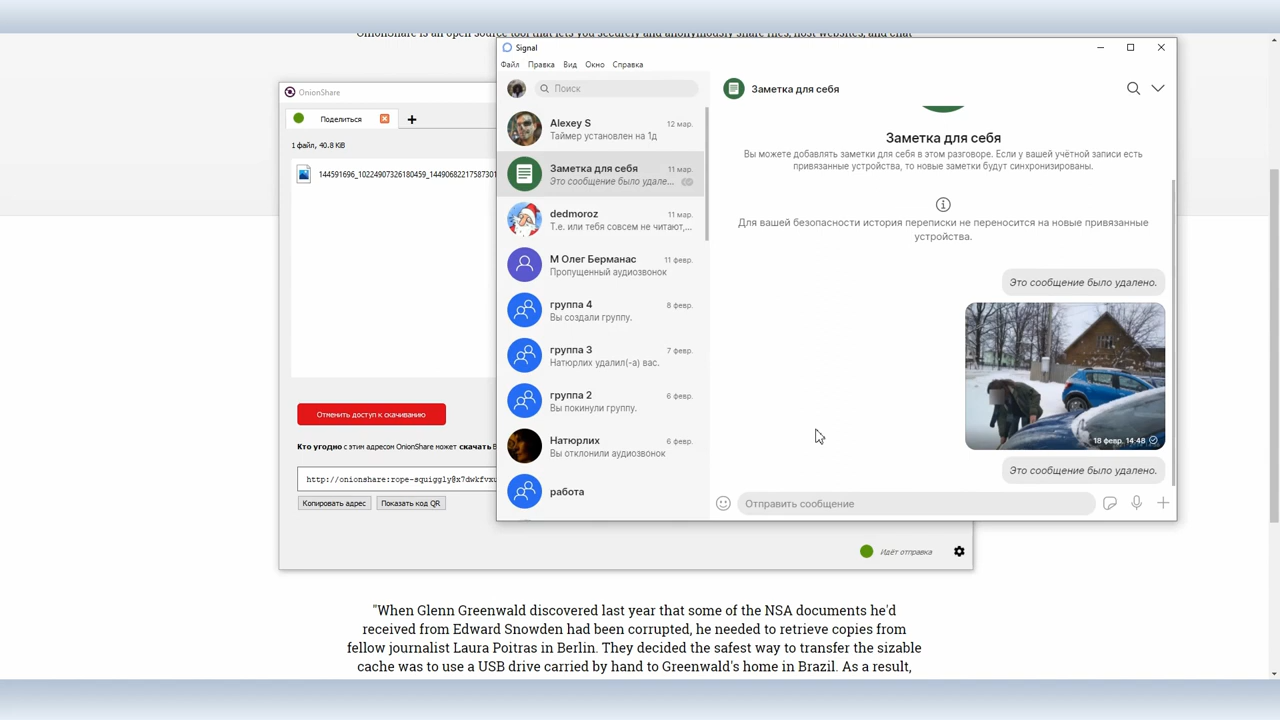 OnionShare is an open source tool that lets you securely and anonymously share files, host websites, and chat
OnionShare
Поделиться
1 файл, 40.8 KiB
144591696_10224907326180459_1449068221758730
Отменить доступ к скачиванию
Кто угодно с этим адресом OnionShare может скачать
http://onionshare:rope-squiggly@x7dwkfvxu
Копировать адрес
Показать код QR
Идёт отправка
Signal
Файл Правка Вид Окно Справка
Поиск
Alexey S 12 мар.
Таймер установлен на 1д
Заметка для себя 11 мар.
Это сообщение было удале...
dedmoroz 11 мар.
Т.е. или тебя совсем не читают,...
М Олег Берманас 11 февр.
Пропущенный аудиозвонок
группа 4 8 февр.
Вы создали группу.
группа 3 7 февр.
Натюрлих удалил(-а) вас.
группа 2 6 февр.
Вы покинули группу.
Натюрлих 6 февр.
Вы отклонили аудиозвонок
работа
Заметка для себя
Заметка для себя
Вы можете добавлять заметки для себя в этом разговоре. Если у вашей учётной записи есть
привязанные устройства, то новые заметки будут синхронизированы.
Для вашей безопасности история переписки не переносится на новые привязанные
устройства.
Это сообщение было удалено.
18 февр. 14:48
Это сообщение было удалено.
Отправить сообщение
"When Glenn Greenwald discovered last year that some of the NSA documents he'd
received from Edward Snowden had been corrupted, he needed to retrieve copies from
fellow journalist Laura Poitras in Berlin. They decided the safest way to transfer the sizable
cache was to use a USB drive carried by hand to Greenwald's home in Brazil. As a result,